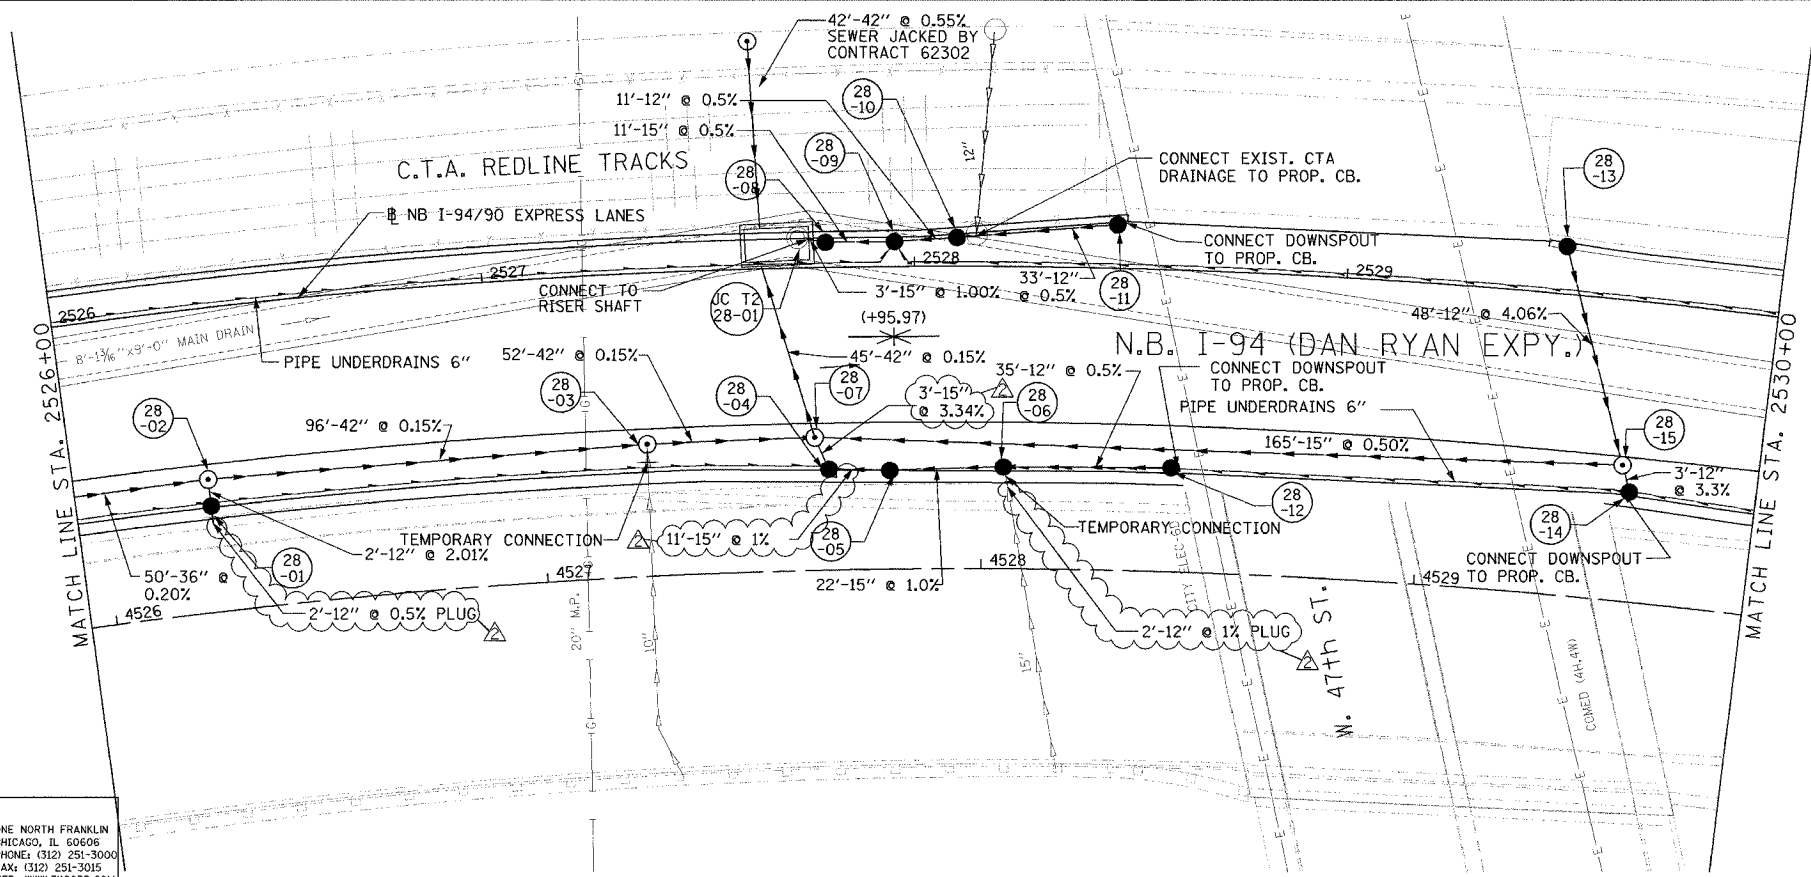 42'-42" @ 0.55%
SEWER JACKED BY
CONTRACT 62302
11'-12" @ 0.5%
11'-15" @ 0.5%
28
-10
28
-09
28
-08
12"
C.T.A. REDLINE TRACKS
CONNECT EXIST. CTA
DRAINAGE TO PROP. CB.
28
-13
NB I-94/90 EXPRESS LANES
CONNECT DOWNSPOUT
TO PROP. CB.
2526
2527
2528
2529
CONNECT TO
RISER SHAFT
JC T2
28-01
3'-15" @ 1.00%
33'-12"
@ 0.5%
28
-11
(+95.97)
48'-12" @ 4.06%
8'-1 3/16"x9'-0" MAIN DRAIN
PIPE UNDERDRAINS 6"
N.B. I-94 (DAN RYAN EXPY.)
MATCH LINE STA. 2526+00
MATCH LINE STA. 2530+00
52'-42" @ 0.15%
45'-42" @ 0.15%
35'-12" @ 0.5%
CONNECT DOWNSPOUT
TO PROP. CB.
28
-02
28
-03
28
-04
28
-07
3'-15"
@ 3.34%
2
28
-06
PIPE UNDERDRAINS 6"
96'-42" @ 0.15%
165'-15" @ 0.50%
28
-15
3'-12"
@ 3.3%
TEMPORARY CONNECTION
2
11'-15" @ 1%
28
-05
TEMPORARY CONNECTION
28
-12
28
-14
CONNECT DOWNSPOUT
TO PROP. CB.
2'-12" @ 2.01%
28
-01
50'-36" @
0.20%
4526
4527
4528
4529
22'-15" @ 1.0%
2'-12" @ 0.5% PLUG
2
2'-12" @ 1% PLUG
2
20" M.P.
10"
15"
W. 47th ST.
COMED (4H.4W)
NE NORTH FRANKLIN
HICAGO, IL 60606
HONE: (312) 251-3000
AX: (312) 251-3015